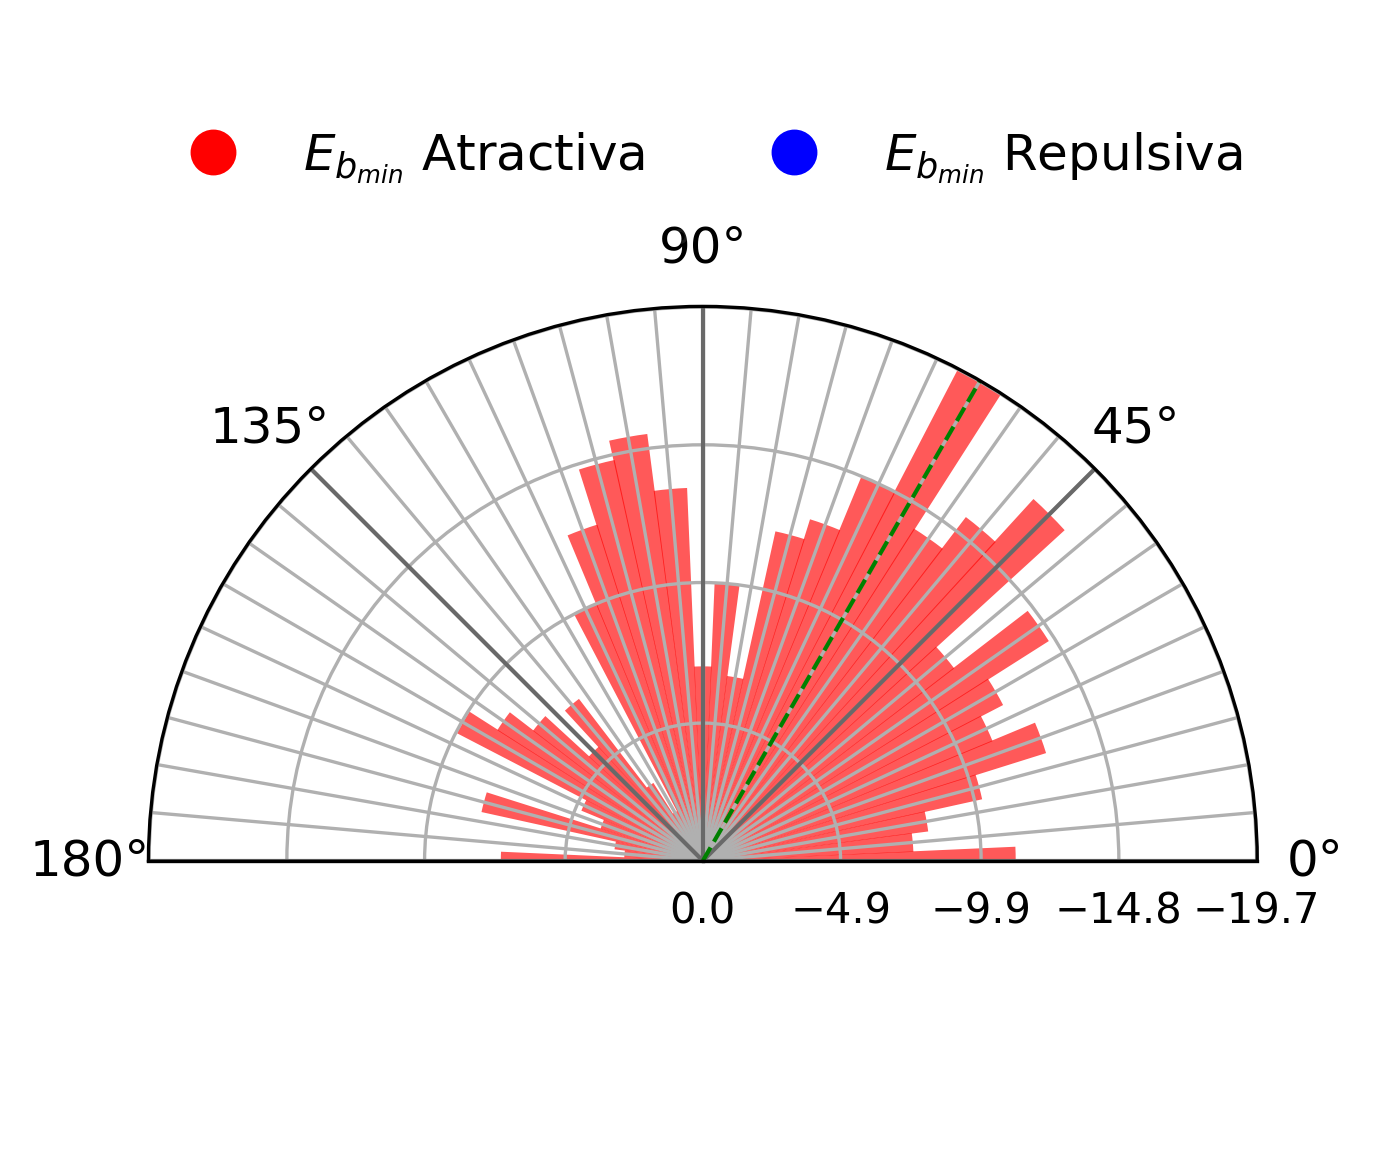 E_{b_{min}} Atractiva E_{b_{min}} Repulsiva
90°
135° 45°
180° 0°
0.0 −4.9 −9.9 −14.8 −19.7